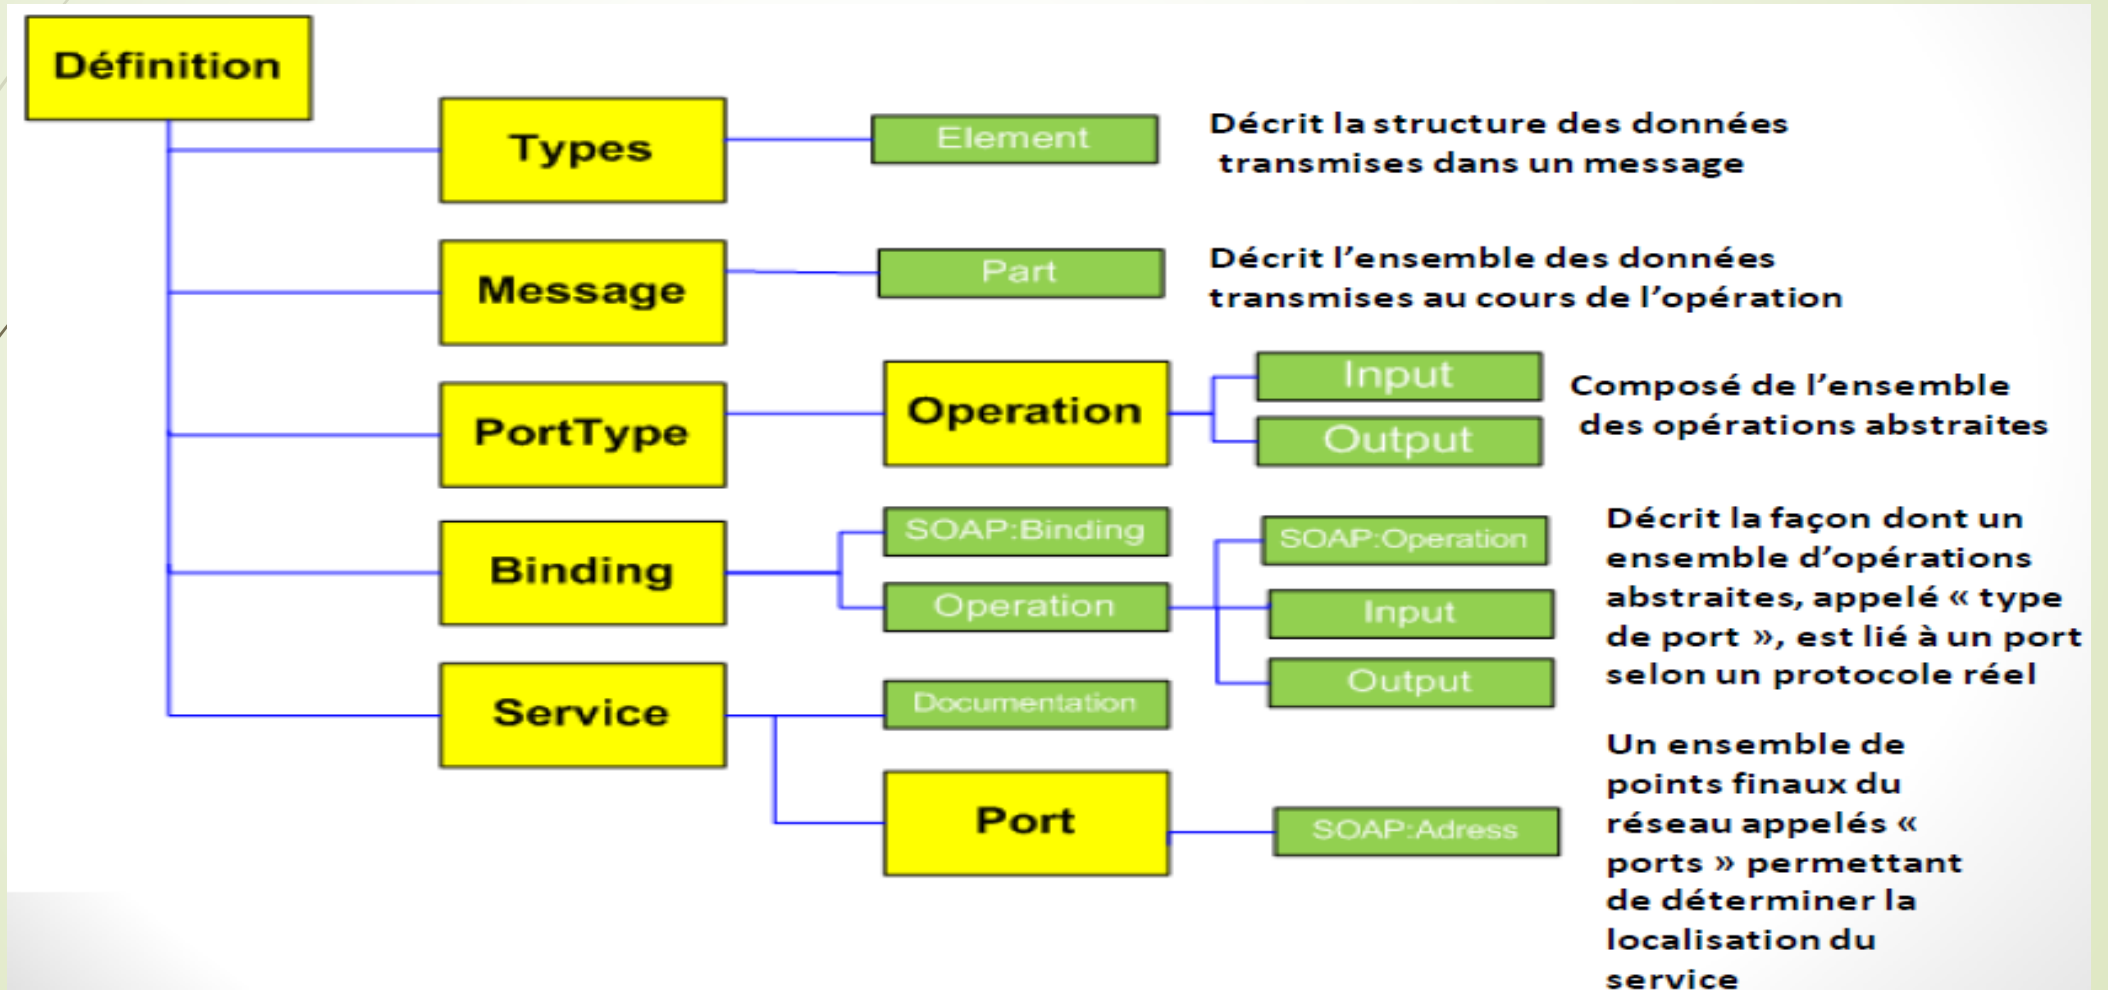 Définition
Types
Element
Décrit la structure des données
transmises dans un message
Message
Part
Décrit l'ensemble des données
transmises au cours de l'opération
PortType
Operation
Input
Output
Composé de l'ensemble
des opérations abstraites
Binding
SOAP:Binding
Operation
SOAP:Operation
Input
Output
Décrit la façon dont un
ensemble d'opérations
abstraites, appelé « type
de port », est lié à un port
selon un protocole réel
Service
Documentation
Port
SOAP:Adress
Un ensemble de
points finaux du
réseau appelés «
ports » permettant
de déterminer la
localisation du
service